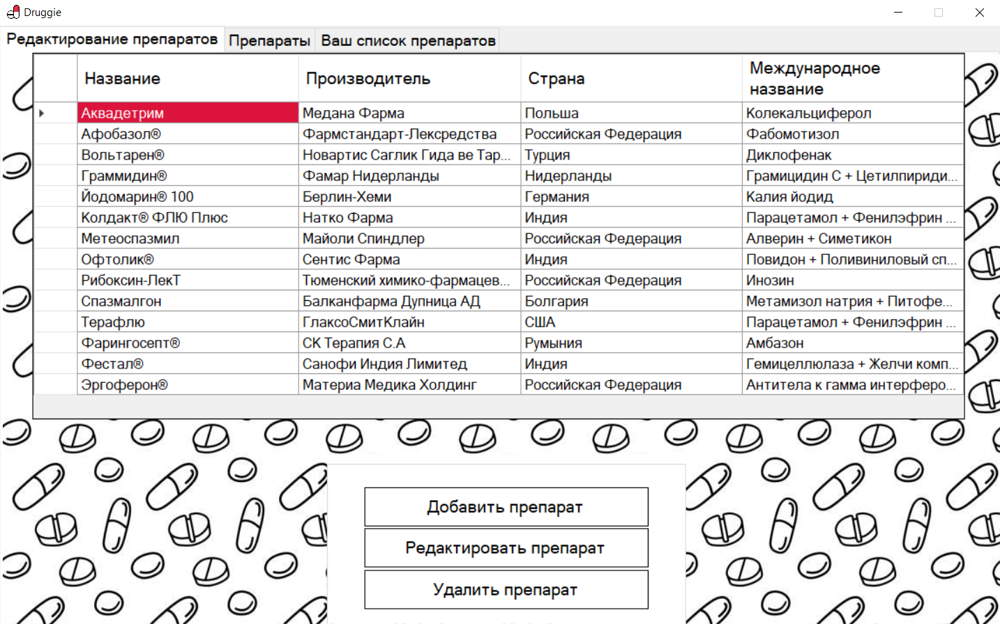 Druggie
Редактирование препаратов Препараты Ваш список препаратов
Название Производитель Страна Международное название
Аквадетрим Медана Фарма Польша Колекальциферол
Афобазол® Фармстандарт-Лексредства Российская Федерация Фабомотизол
Вольтарен® Новартис Саглик Гида ве Тар... Турция Диклофенак
Граммидин® Фамар Нидерланды Нидерланды Грамицидин С + Цетилпириди...
Йодомарин® 100 Берлин-Хеми Германия Калия йодид
Колдакт® ФЛЮ Плюс Натко Фарма Индия Парацетамол + Фенилэфрин ...
Метеоспазмил Майоли Спиндлер Российская Федерация Алверин + Симетикон
Офтолик® Сентис Фарма Индия Повидон + Поливиниловый сп...
Рибоксин-ЛекТ Тюменский химико-фармацев... Российская Федерация Инозин
Спазмалгон Балканфарма Дупница АД Болгария Метамизол натрия + Питофе...
Терафлю ГлаксоСмитКлайн США Парацетамол + Фенилэфрин ...
Фарингосепт® СК Терапия С.А Румыния Амбазон
Фестал® Санофи Индия Лимитед Индия Гемицеллюлаза + Желчи комп...
Эргоферон® Материа Медика Холдинг Российская Федерация Антитела к гамма интерферо...
Добавить препарат
Редактировать препарат
Удалить препарат